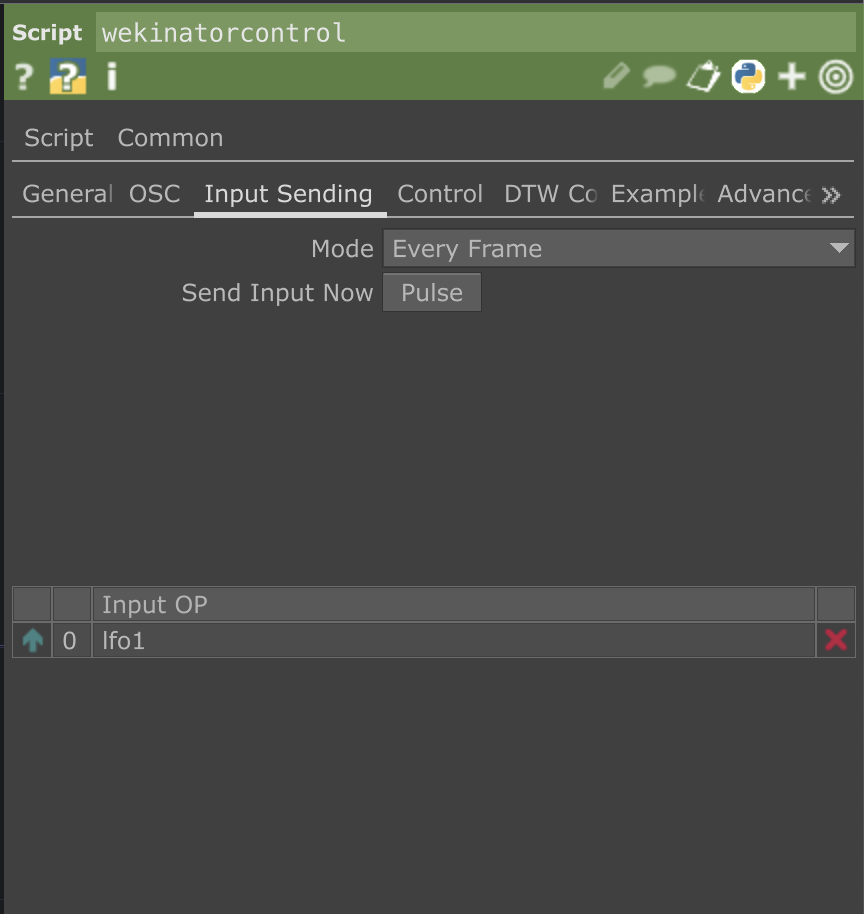 Script wekinatorcontrol
? ? i
Script Common
General OSC Input Sending Control DTW Co Example Advance
Mode Every Frame
Send Input Now Pulse
Input OP
0 lfo1